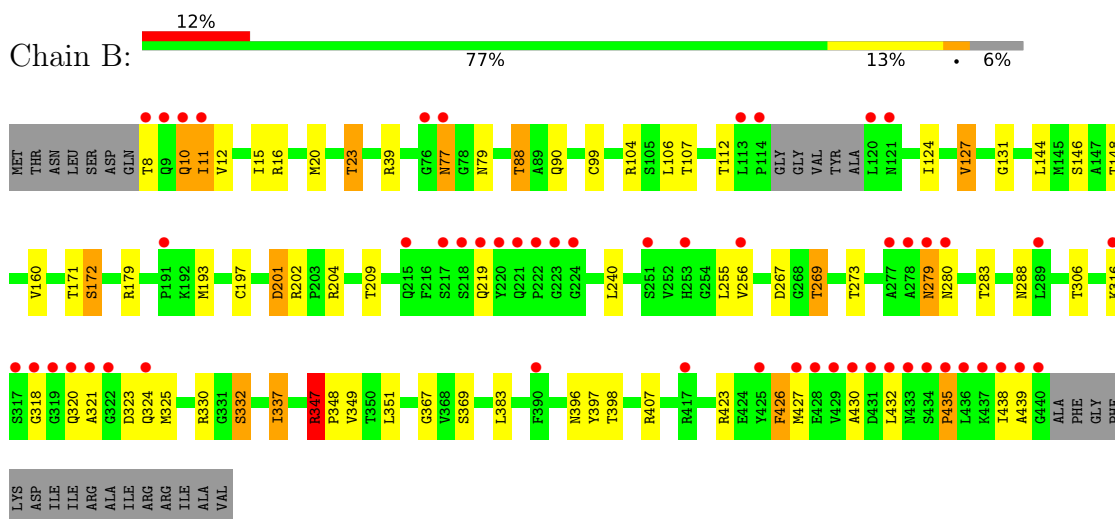 12%
Chain B:
77% 13% • 6%
MET THR ASN LEU SER ASP GLN T8 Q9 Q10 I11 V12 I15 R16 M20 T23 R39 G76 N77 G78 N79 T88 A89 Q90 C99 R104 S105 L106 T107 T112 L113 P114 GLY GLY VAL TYR ALA L120 N121 I124 V127 G131 L144 M145 S146 A147 T148
V160 T171 S172 R179 P191 K192 M193 C197 D201 R202 P203 R204 T209 Q215 F216 S217 S218 Q219 Y220 Q221 P222 G223 G224 L240 S251 V252 H253 G254 L255 V256 D267 G268 T269 T273 A277 A278 N279 N280 T283 N288 L289 T306 K316
S317 G318 G319 Q320 A321 G322 D323 Q324 M325 R330 G331 S332 I337 R347 P348 V349 T350 L351 G367 V368 S369 L383 F390 N396 Y397 T398 R407 R417 R423 E424 Y425 F426 M427 E428 V429 A430 D431 L432 N433 S434 P435 L436 K437 I438 A439 G440 ALA PHE GLY PHE
LYS ASP ILE ILE ARG ALA ILE ARG ARG ILE ALA VAL